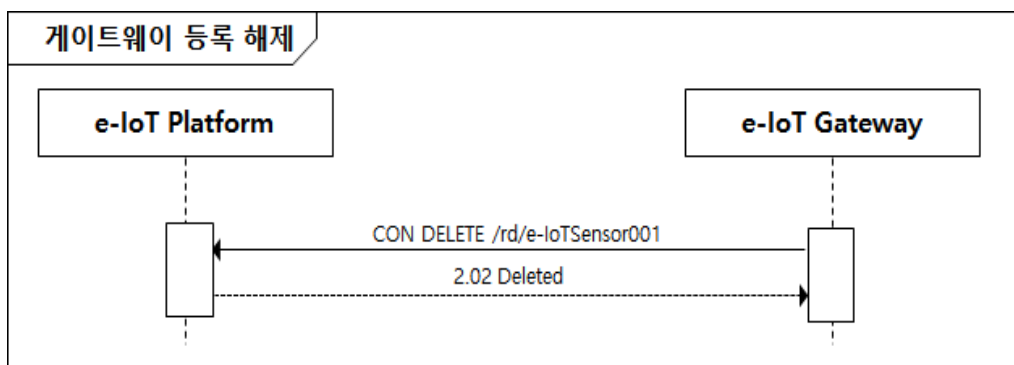 게이트웨이 등록 해제
e-IoT Platform
e-IoT Gateway
CON DELETE /rd/e-IoTSensor001
2.02 Deleted